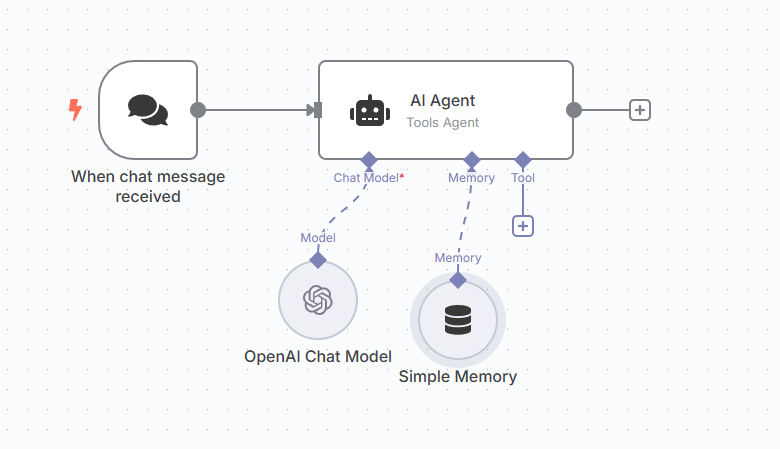 AI Agent
Tools Agent
When chat message
received
Chat Model*
Memory
Tool
Model
Memory
OpenAI Chat Model
Simple Memory